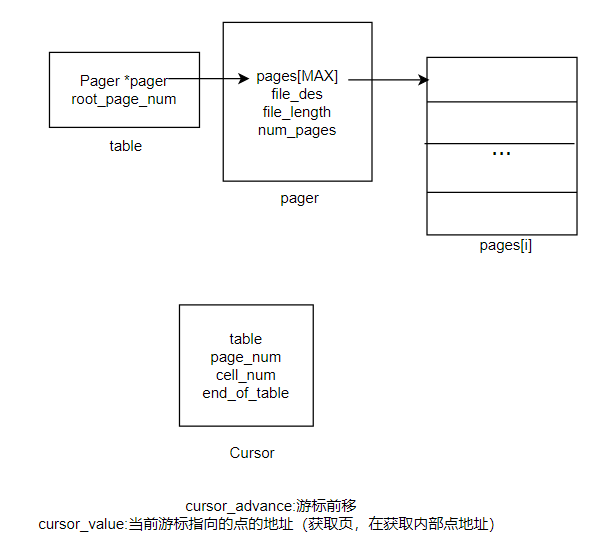 Pager *pager
root_page_num
table
pages[MAX]
file_des
file_length
num_pages
pager
...
pages[i]
table
page_num
cell_num
end_of_table
Cursor
cursor_advance:游标前移
cursor_value:当前游标指向的点的地址（获取页，在获取内部点地址）